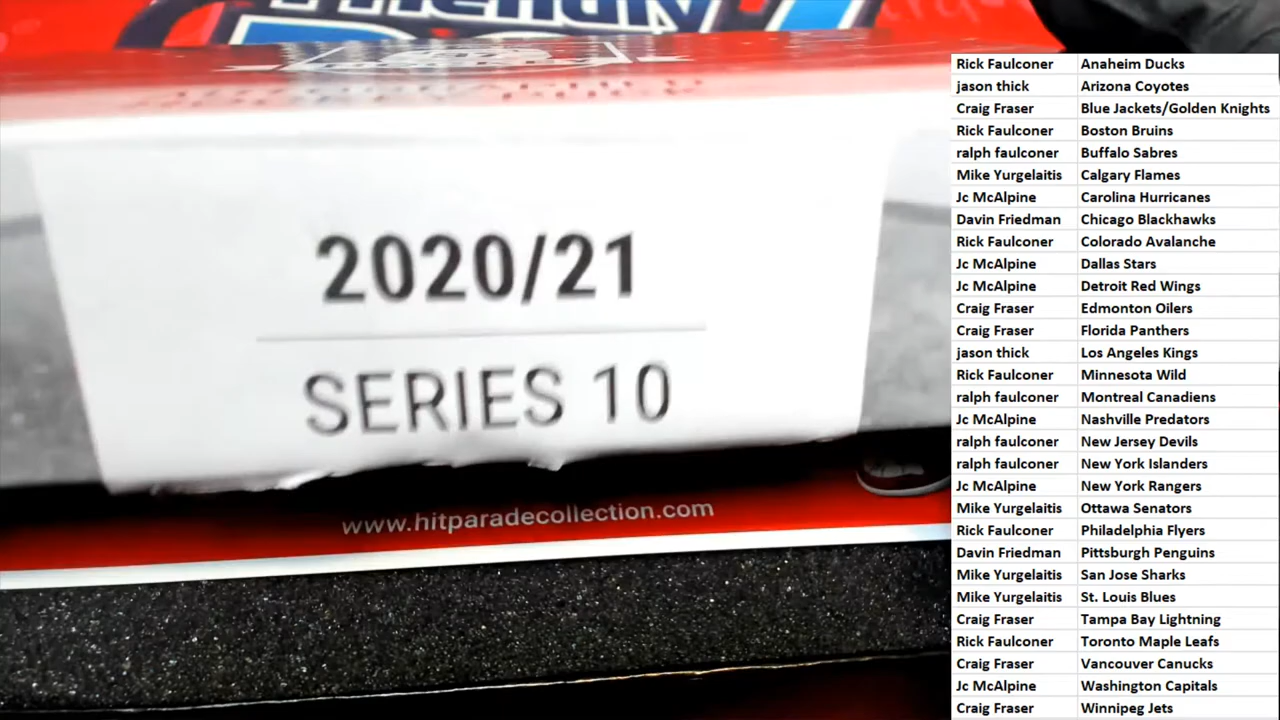 2020/21
SERIES 10
www.hitparadecollection.com
Rick Faulconer Anaheim Ducks
jason thick Arizona Coyotes
Craig Fraser Blue Jackets/Golden Knights
Rick Faulconer Boston Bruins
ralph faulconer Buffalo Sabres
Mike Yurgelaitis Calgary Flames
Jc McAlpine Carolina Hurricanes
Davin Friedman Chicago Blackhawks
Rick Faulconer Colorado Avalanche
Jc McAlpine Dallas Stars
Jc McAlpine Detroit Red Wings
Craig Fraser Edmonton Oilers
Craig Fraser Florida Panthers
jason thick Los Angeles Kings
Rick Faulconer Minnesota Wild
ralph faulconer Montreal Canadiens
Jc McAlpine Nashville Predators
ralph faulconer New Jersey Devils
ralph faulconer New York Islanders
Jc McAlpine New York Rangers
Mike Yurgelaitis Ottawa Senators
Rick Faulconer Philadelphia Flyers
Davin Friedman Pittsburgh Penguins
Mike Yurgelaitis San Jose Sharks
Mike Yurgelaitis St. Louis Blues
Craig Fraser Tampa Bay Lightning
Rick Faulconer Toronto Maple Leafs
Craig Fraser Vancouver Canucks
Jc McAlpine Washington Capitals
Craig Fraser Winnipeg Jets